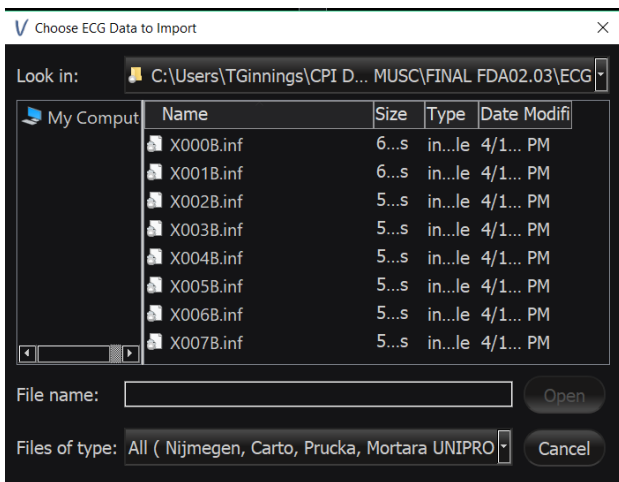 Choose ECG Data to Import
Look in: C:\Users\TGinnings\CPI D... MUSC\FINAL FDA02.03\ECG
My Comput
Name Size Type Date Modifi
X000B.inf 6...s in...le 4/1... PM
X001B.inf 6...s in...le 4/1... PM
X002B.inf 5...s in...le 4/1... PM
X003B.inf 5...s in...le 4/1... PM
X004B.inf 5...s in...le 4/1... PM
X005B.inf 5...s in...le 4/1... PM
X006B.inf 5...s in...le 4/1... PM
X007B.inf 5...s in...le 4/1... PM
File name: Open
Files of type: All ( Nijmegen, Carto, Prucka, Mortara UNIPRO Cancel